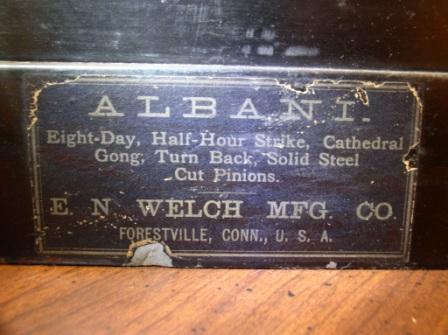 ALBANI.
Eight-Day, Half-Hour Strike, Cathedral
Gong, Turn Back, Solid Steel
Cut Pinions.
E. N. WELCH MFG. CO.
FORESTVILLE, CONN., U. S. A.